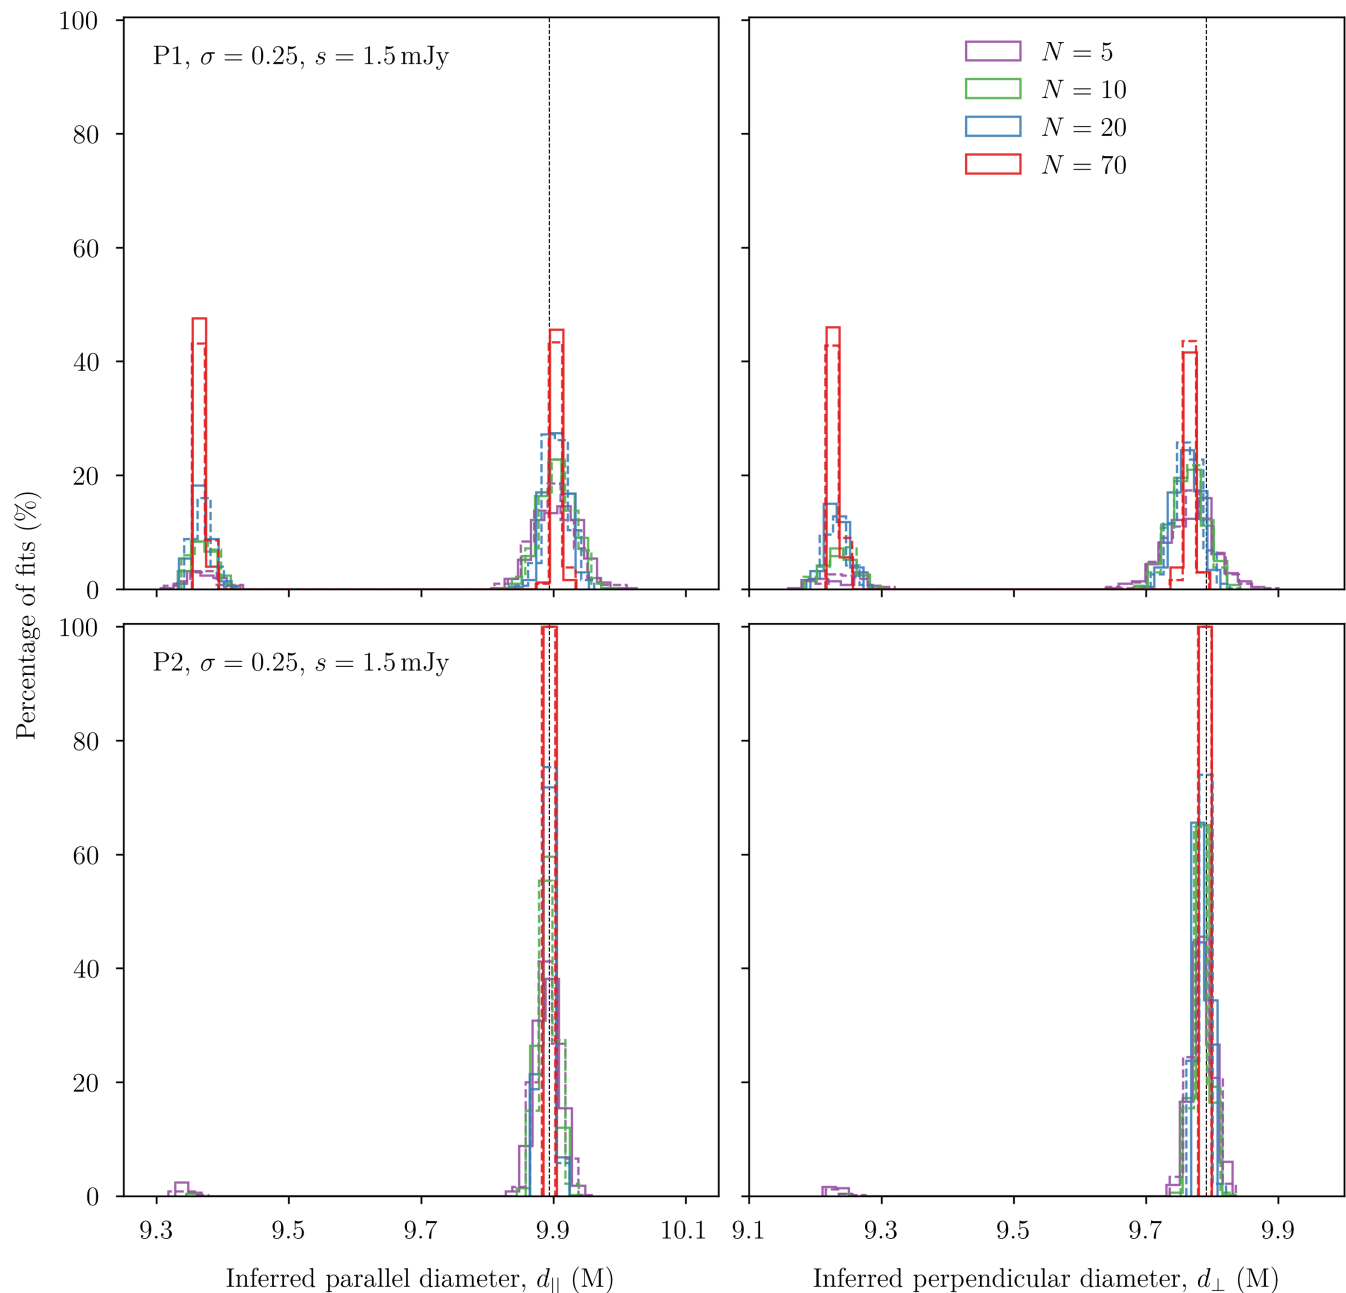 100
80
60
40
20
0
P1, σ = 0.25, s = 1.5 mJy
N = 5
N = 10
N = 20
N = 70
Percentage of fits (%)
100
80
60
40
20
0
P2, σ = 0.25, s = 1.5 mJy
9.3 9.5 9.7 9.9 10.1
9.1 9.3 9.5 9.7 9.9
Inferred parallel diameter, d_{||} (M)
Inferred perpendicular diameter, d_⊥ (M)